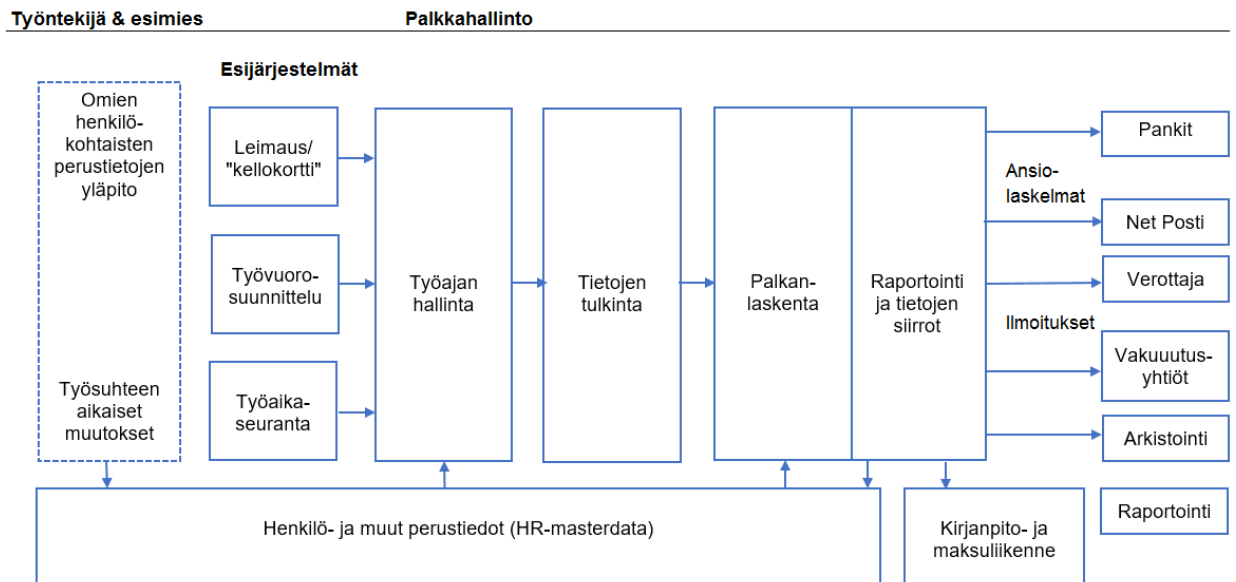 Työntekijä & esimies
Palkkahallinto
Esijärjestelmät
Omien
henkilö-
kohtaisten
perustietojen
yläpito
Työsuhteen
aikaiset
muutokset
Leimaus/
"kellokortti"
Työvuoro-
suunnittelu
Työaika-
seuranta
Työajan
hallinta
Tietojen
tulkinta
Palkan-
laskenta
Raportointi
ja tietojen
siirrot
Ansio-
laskelmat
Ilmoitukset
Pankit
Net Posti
Verottaja
Vakuuutus-
yhtiöt
Arkistointi
Raportointi
Henkilö- ja muut perustiedot (HR-masterdata)
Kirjanpito- ja
maksuliikenne